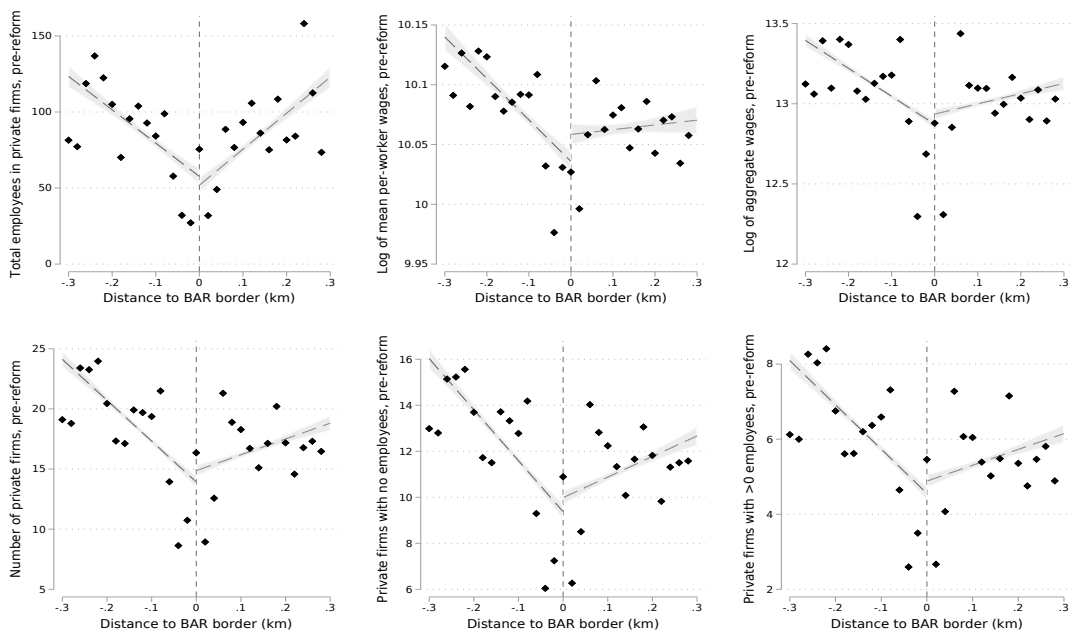 Total employees in private firms, pre-reform
150
100
50
0
-.3 -.2 -.1 0 .1 .2 .3
Distance to BAR border (km)
Log of mean per-worker wages, pre-reform
10.15
10.1
10.05
10
9.95
-.3 -.2 -.1 0 .1 .2 .3
Distance to BAR border (km)
Log of aggregate wages, pre-reform
13.5
13
12.5
12
-.3 -.2 -.1 0 .1 .2 .3
Distance to BAR border (km)
Number of private firms, pre-reform
25
20
15
10
5
-.3 -.2 -.1 0 .1 .2 .3
Distance to BAR border (km)
Private firms with no employees, pre-reform
16
14
12
10
8
6
-.3 -.2 -.1 0 .1 .2 .3
Distance to BAR border (km)
Private firms with >0 employees, pre-reform
8
6
4
2
-.3 -.2 -.1 0 .1 .2 .3
Distance to BAR border (km)